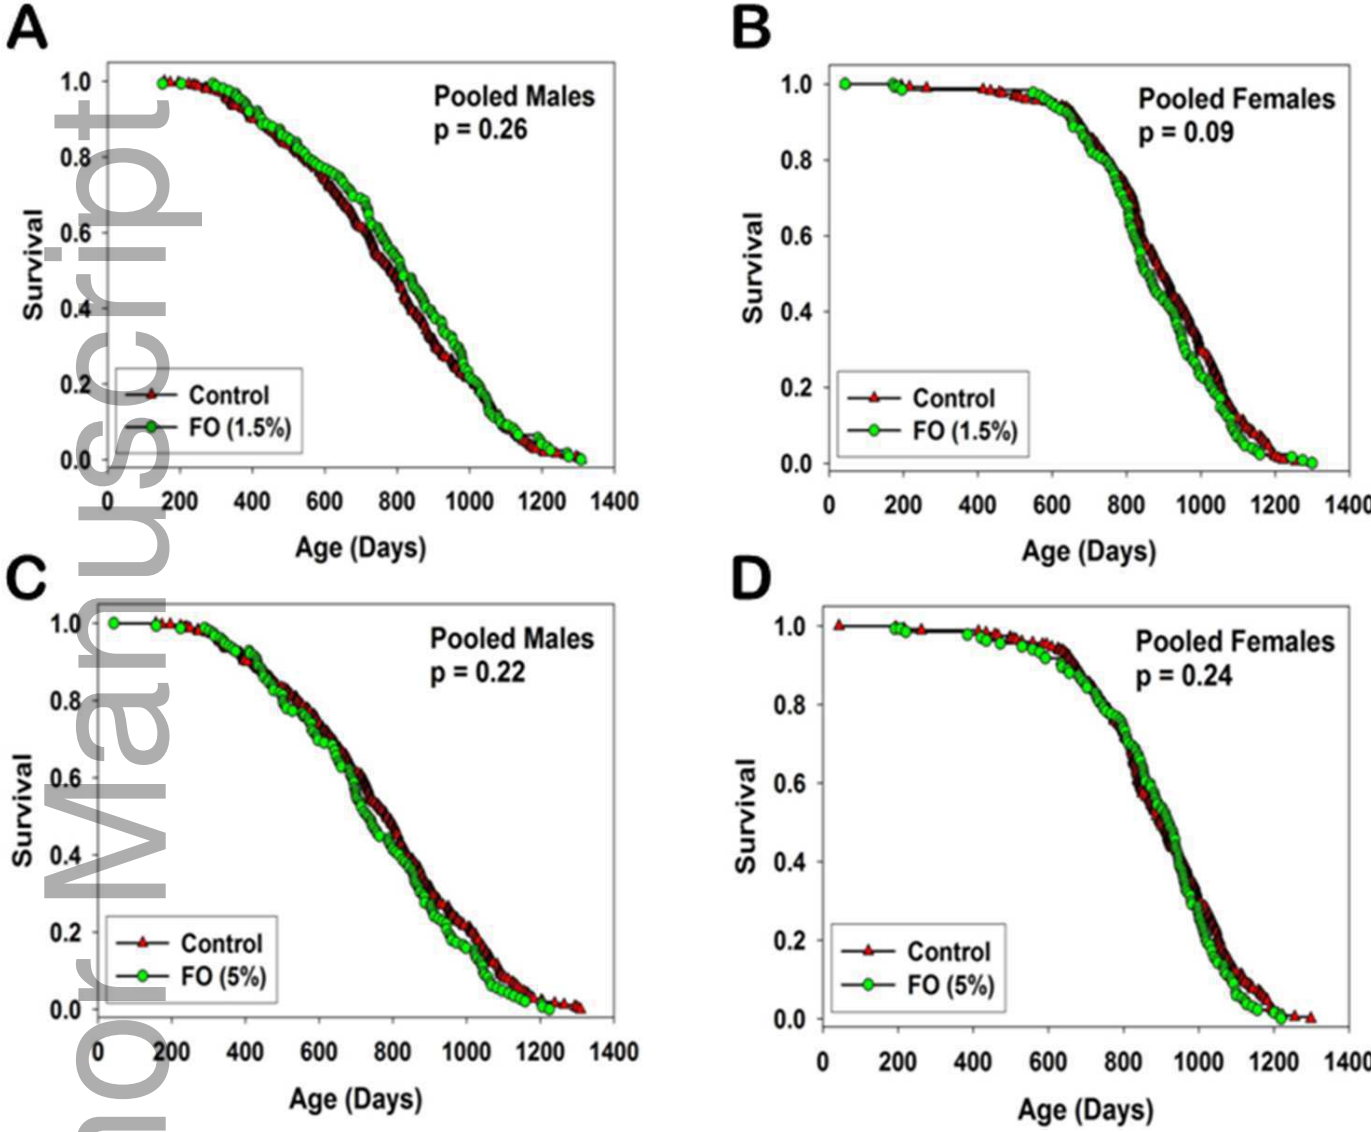 A
Pooled Males
p = 0.26
Survival
1.0
0.8
0.6
0.4
0.2
0.0
Control
FO (1.5%)
0 200 400 600 800 1000 1200 1400
Age (Days)
B
Pooled Females
p = 0.09
Survival
1.0
0.8
0.6
0.4
0.2
0.0
Control
FO (1.5%)
0 200 400 600 800 1000 1200 1400
Age (Days)
C
Pooled Males
p = 0.22
Survival
1.0
0.8
0.6
0.4
0.2
0.0
Control
FO (5%)
0 200 400 600 800 1000 1200 1400
Age (Days)
D
Pooled Females
p = 0.24
Survival
1.0
0.8
0.6
0.4
0.2
0.0
Control
FO (5%)
0 200 400 600 800 1000 1200 1400
Age (Days)
hor Manuscript